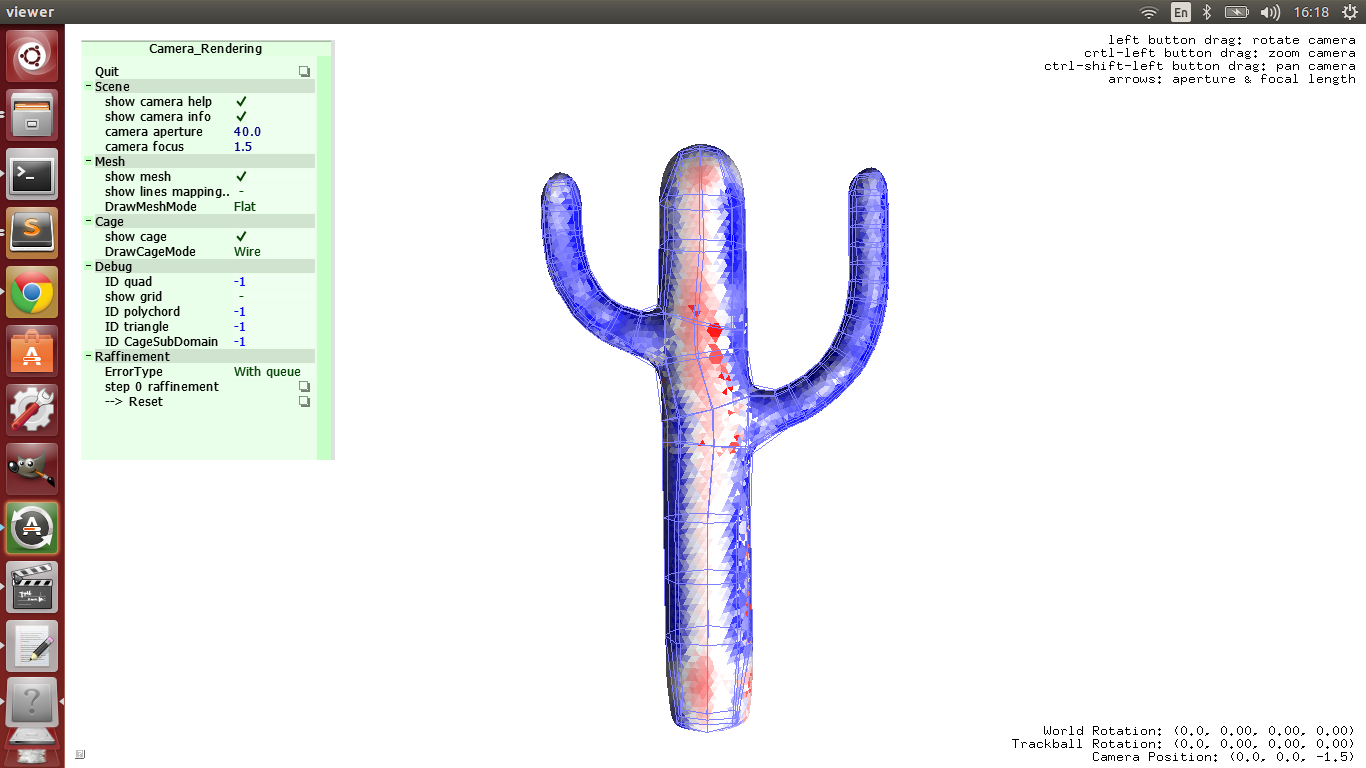 viewer
En
16:18
Camera_Rendering
Quit
Scene
show camera help
show camera info
camera aperture 40.0
camera focus 1.5
Mesh
show mesh
show lines mapping.. -
DrawMeshMode Flat
Cage
show cage
DrawCageMode Wire
Debug
ID quad -1
show grid -
ID polychord -1
ID triangle -1
ID CageSubDomain -1
Raffinement
ErrorType With queue
step 0 raffinement
--> Reset
left button drag: rotate camera
crtl-left button drag: zoom camera
ctrl-shift-left button drag: pan camera
arrows: aperture & focal length
World Rotation: (0.0, 0.00, 0.00, 0.00)
Trackball Rotation: (0.0, 0.00, 0.00, 0.00)
Camera Position: (0.0, 0.0, -1.5)